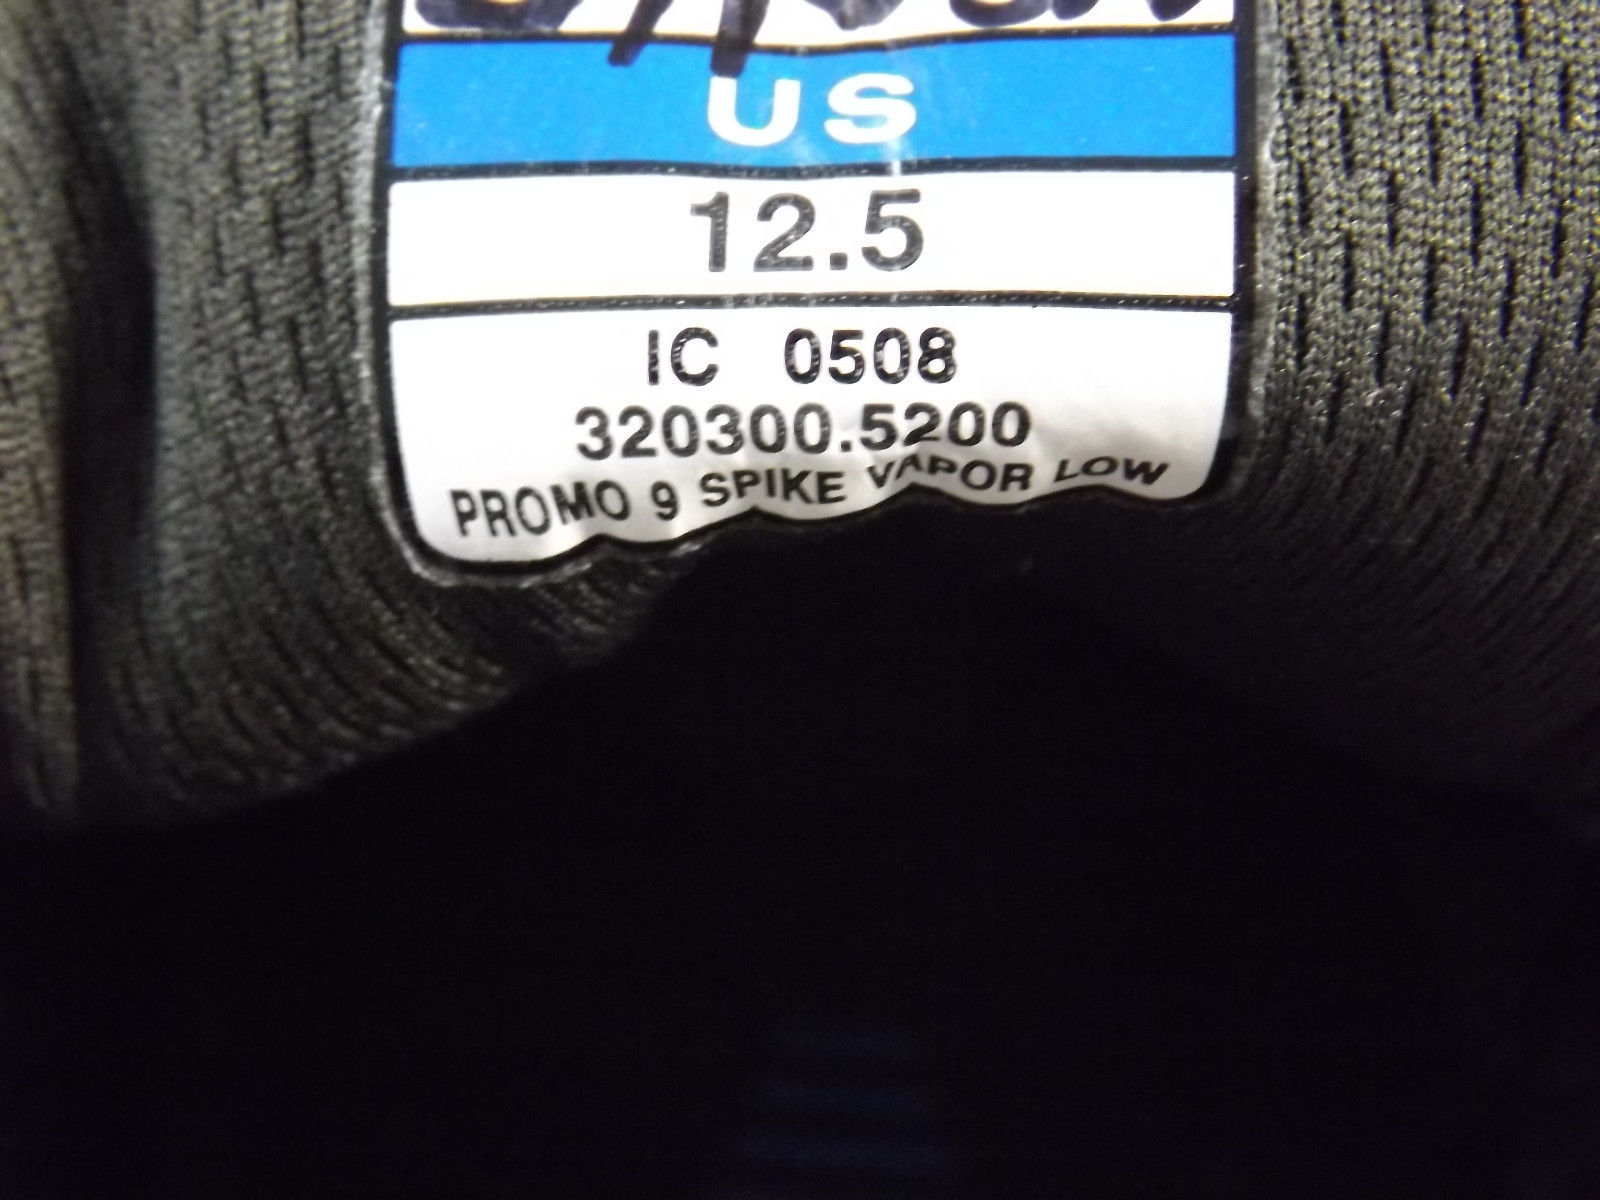 US
12.5
IC 0508
320300.5200
PROMO 9 SPIKE VAPOR LOW